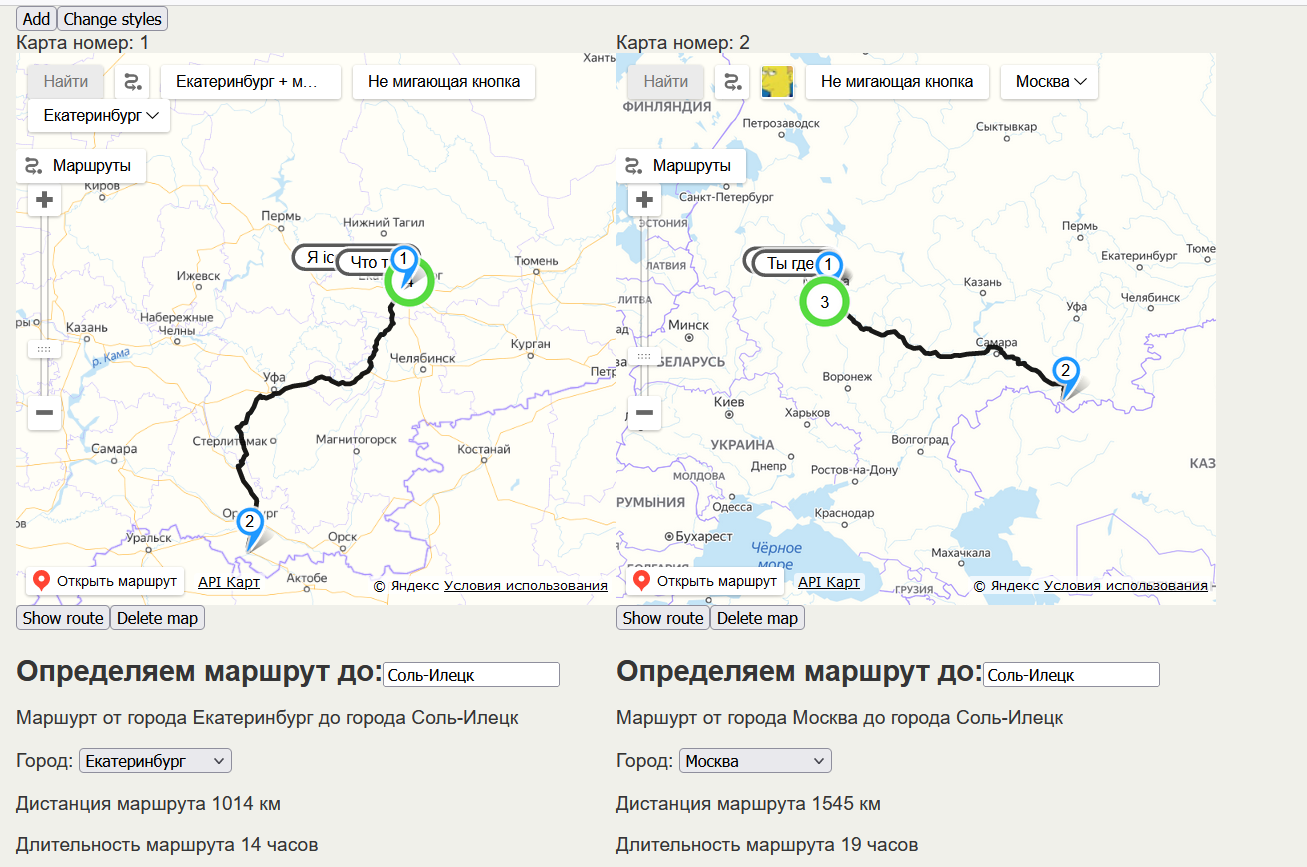 Add Change styles
Карта номер: 1
Найти Екатеринбург + м... Не мигающая кнопка
Екатеринбург
Маршруты
Киров
Пермь
Нижний Тагил
Я іс Что т 1
Ижевск
Тюмень
Набережные
Челны
Казань
р. Кама
Курган
Челябинск
Уфа
Стерлитамак
Магнитогорск
Самара
Костанай
2
Уральск
Орск
Актобе
Открыть маршрут API Карт © Яндекс Условия использования
Show route Delete map
Определяем маршрут до: Соль-Илецк
Маршурт от города Екатеринбург до города Соль-Илецк
Город: Екатеринбург
Дистанция маршрута 1014 км
Длительность маршрута 14 часов
Карта номер: 2
Найти Не мигающая кнопка Москва
ФИНЛЯНДИЯ
Петрозаводск
Сыктывкар
Маршруты
Санкт-Петербург
ЭСТОНИЯ
Пермь
Екатеринбург
Ты где 1
ЛАТВИЯ
3
Казань
Челябинск
Уфа
ЛИТВА
Минск
Самара
БЕЛАРУСЬ
2
Воронеж
Киев
Харьков
УКРАИНА
Волгоград
Днепр
Ростов-на-Дону
МОЛДОВА
РУМЫНИЯ
Одесса
Краснодар
Бухарест
Чёрное
море
Махачкала
ГРУЗИЯ
Открыть маршрут API Карт © Яндекс Условия использования
Show route Delete map
Определяем маршрут до: Соль-Илецк
Маршурт от города Москва до города Соль-Илецк
Город: Москва
Дистанция маршрута 1545 км
Длительность маршрута 19 часов